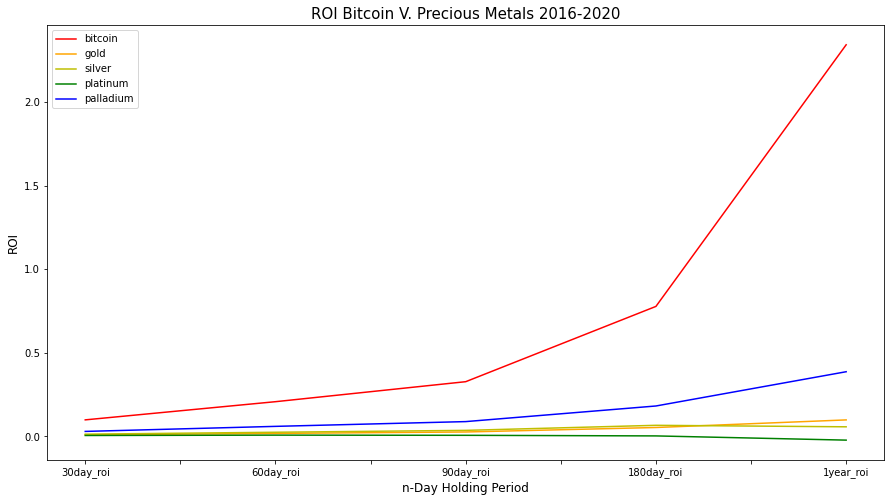 ROI Bitcoin V. Precious Metals 2016-2020
bitcoin
gold
silver
platinum
palladium
2.0
1.5
1.0
0.5
0.0
ROI
30day_roi 60day_roi 90day_roi 180day_roi 1year_roi
n-Day Holding Period